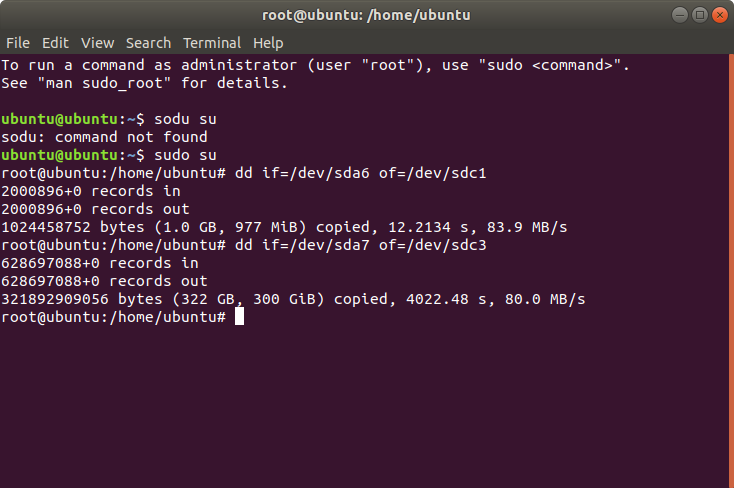 root@ubuntu: /home/ubuntu
File Edit View Search Terminal Help
To run a command as administrator (user "root"), use "sudo <command>".
See "man sudo_root" for details.
ubuntu@ubuntu:~$ sodu su
sodu: command not found
ubuntu@ubuntu:~$ sudo su
root@ubuntu:/home/ubuntu# dd if=/dev/sda6 of=/dev/sdc1
2000896+0 records in
2000896+0 records out
1024458752 bytes (1.0 GB, 977 MiB) copied, 12.2134 s, 83.9 MB/s
root@ubuntu:/home/ubuntu# dd if=/dev/sda7 of=/dev/sdc3
628697088+0 records in
628697088+0 records out
321892909056 bytes (322 GB, 300 GiB) copied, 4022.48 s, 80.0 MB/s
root@ubuntu:/home/ubuntu#